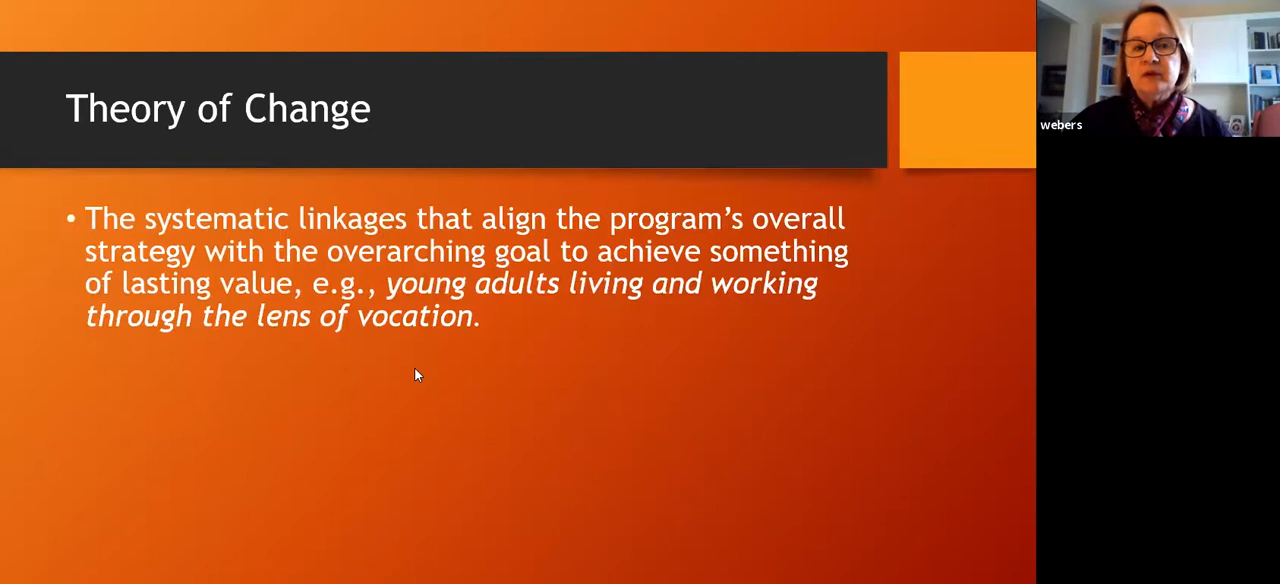 Theory of Change
• The systematic linkages that align the program’s overall
strategy with the overarching goal to achieve something
of lasting value, e.g., young adults living and working
through the lens of vocation.
webers